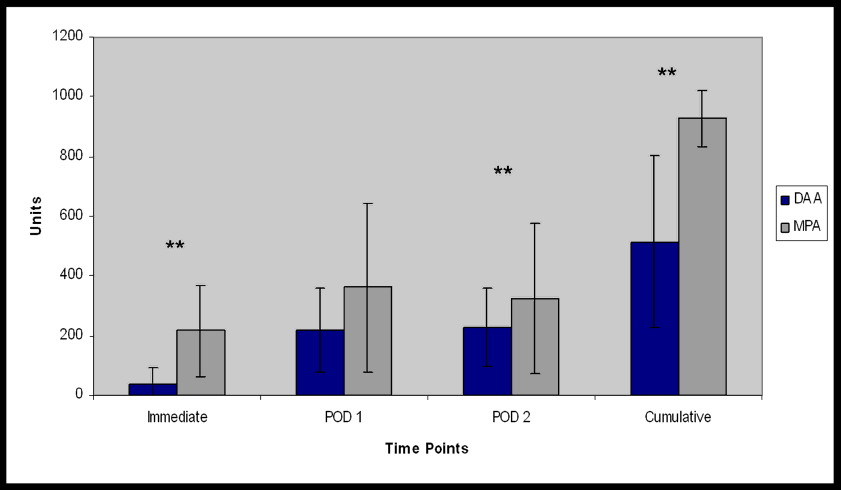 1200
1000
800
600
400
200
0
Units
**
**
**
Immediate
POD 1
POD 2
Cumulative
Time Points
DAA
MPA